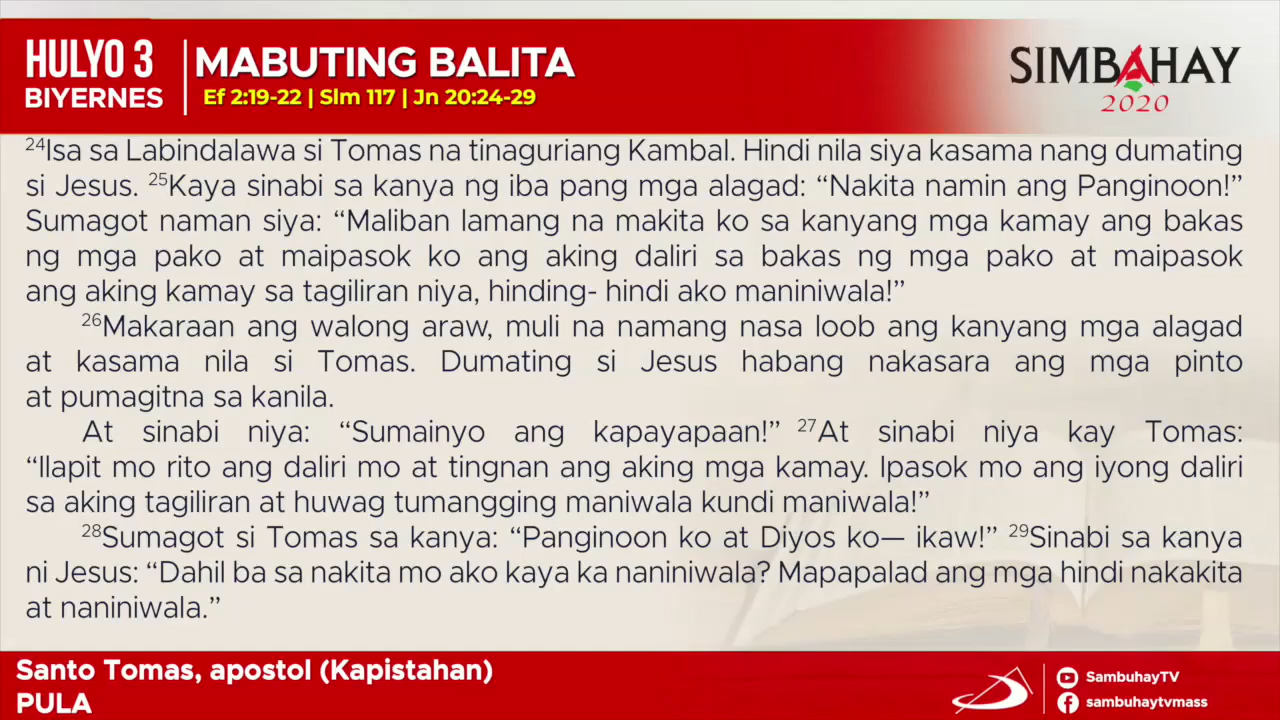 HULYO 3
BIYERNES
MABUTING BALITA
Ef 2:19-22 | Slm 117 | Jn 20:24-29
SIMBAHAY
2020
24Isa sa Labindalawa si Tomas na tinaguriang Kambal. Hindi nila siya kasama nang dumating
si Jesus. 25Kaya sinabi sa kanya ng iba pang mga alagad: “Nakita namin ang Panginoon!”
Sumagot naman siya: “Maliban lamang na makita ko sa kanyang mga kamay ang bakas
ng mga pako at maipasok ko ang aking daliri sa bakas ng mga pako at maipasok
ang aking kamay sa tagiliran niya, hinding- hindi ako maniniwala!”
26Makaraan ang walong araw, muli na namang nasa loob ang kanyang mga alagad
at kasama nila si Tomas. Dumating si Jesus habang nakasara ang mga pinto
at pumagitna sa kanila.
At sinabi niya: “Sumainyo ang kapayapaan!” 27At sinabi niya kay Tomas:
“Ilapit mo rito ang daliri mo at tingnan ang aking mga kamay. Ipasok mo ang iyong daliri
sa aking tagiliran at huwag tumangging maniwala kundi maniwala!”
28Sumagot si Tomas sa kanya: “Panginoon ko at Diyos ko— ikaw!” 29Sinabi sa kanya
ni Jesus: “Dahil ba sa nakita mo ako kaya ka naniniwala? Mapapalad ang mga hindi nakakita
at naniniwala.”
Santo Tomas, apostol (Kapistahan)
PULA
SambuhayTV
sambuhaytvmass